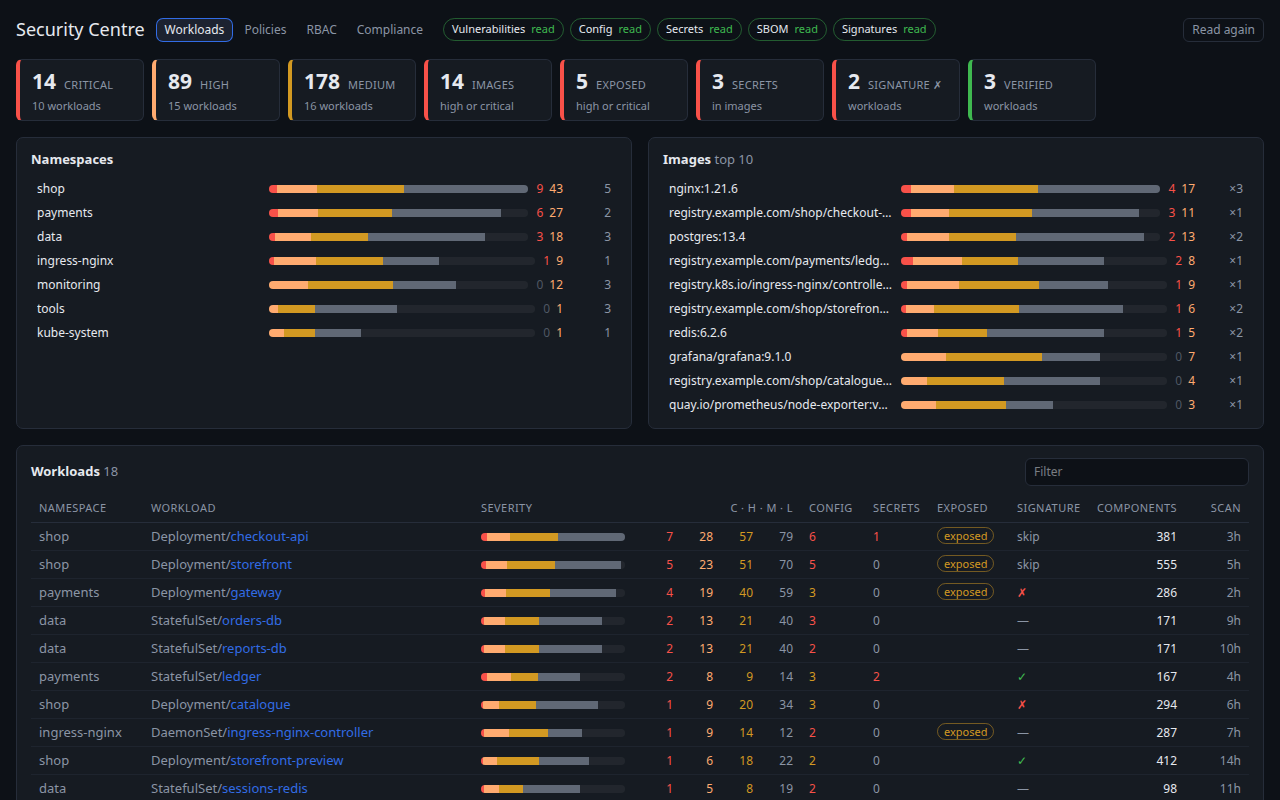 Security Centre Workloads Policies RBAC Compliance Vulnerabilities read Config read Secrets read SBOM read Signatures read Read again
14 CRITICAL
10 workloads
89 HIGH
15 workloads
178 MEDIUM
16 workloads
14 IMAGES
high or critical
5 EXPOSED
high or critical
3 SECRETS
in images
2 SIGNATURE ✗
workloads
3 VERIFIED
workloads
Namespaces
shop 9 43 5
payments 6 27 2
data 3 18 3
ingress-nginx 1 9 1
monitoring 0 12 3
tools 0 1 3
kube-system 0 1 1
Images top 10
nginx:1.21.6 4 17 ×3
registry.example.com/shop/checkout-... 3 11 ×1
postgres:13.4 2 13 ×2
registry.example.com/payments/ledg... 2 8 ×1
registry.k8s.io/ingress-nginx/controlle... 1 9 ×1
registry.example.com/shop/storefron... 1 6 ×2
redis:6.2.6 1 5 ×2
grafana/grafana:9.1.0 0 7 ×1
registry.example.com/shop/catalogue... 0 4 ×1
quay.io/prometheus/node-exporter:v... 0 3 ×1
Workloads 18 Filter
NAMESPACE WORKLOAD SEVERITY C · H · M · L CONFIG SECRETS EXPOSED SIGNATURE COMPONENTS SCAN
shop Deployment/checkout-api 7 28 57 79 6 1 exposed skip 381 3h
shop Deployment/storefront 5 23 51 70 5 0 exposed skip 555 5h
payments Deployment/gateway 4 19 40 59 3 0 exposed ✗ 286 2h
data StatefulSet/orders-db 2 13 21 40 3 0 — 171 9h
data StatefulSet/reports-db 2 13 21 40 2 0 — 171 10h
payments StatefulSet/ledger 2 8 9 14 3 2 ✓ 167 4h
shop Deployment/catalogue 1 9 20 34 3 0 ✗ 294 6h
ingress-nginx DaemonSet/ingress-nginx-controller 1 9 14 12 2 0 exposed — 287 7h
shop Deployment/storefront-preview 1 6 18 22 2 0 ✓ 412 14h
data StatefulSet/sessions-redis 1 5 8 19 2 0 — 98 11h